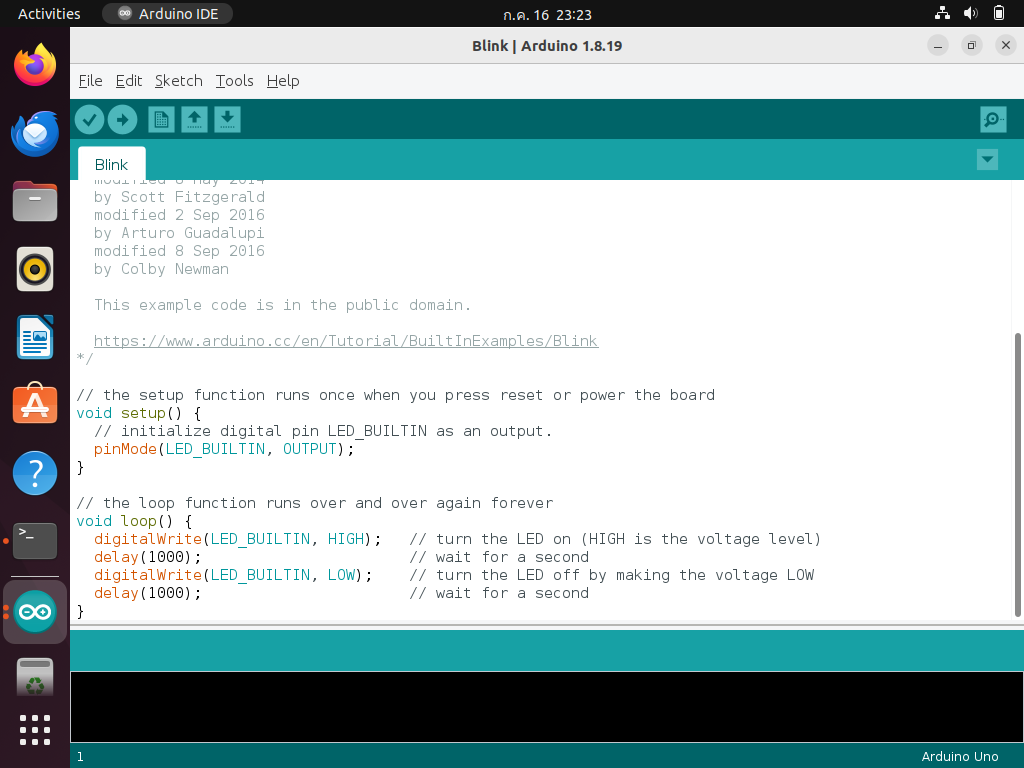 Activities
Arduino IDE
ก.ค. 16 23:23
Blink | Arduino 1.8.19
File Edit Sketch Tools Help
Blink
modified 8 May 2014
by Scott Fitzgerald
modified 2 Sep 2016
by Arturo Guadalupi
modified 8 Sep 2016
by Colby Newman
This example code is in the public domain.
https://www.arduino.cc/en/Tutorial/BuiltInExamples/Blink
*/
// the setup function runs once when you press reset or power the board
void setup() {
// initialize digital pin LED_BUILTIN as an output.
pinMode(LED_BUILTIN, OUTPUT);
}
// the loop function runs over and over again forever
void loop() {
digitalWrite(LED_BUILTIN, HIGH);   // turn the LED on (HIGH is the voltage level)
delay(1000);                       // wait for a second
digitalWrite(LED_BUILTIN, LOW);    // turn the LED off by making the voltage LOW
delay(1000);                       // wait for a second
}
1
Arduino Uno